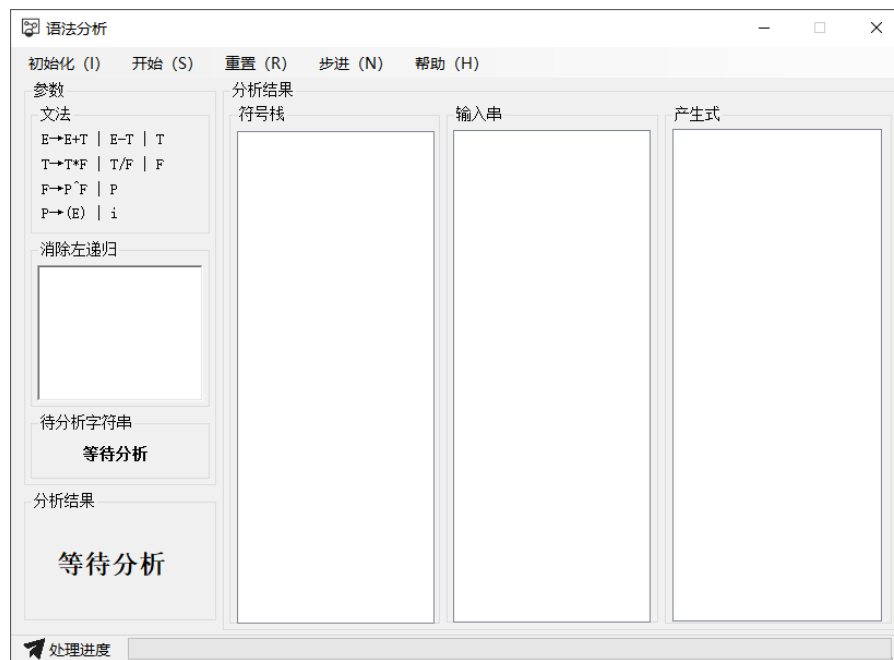 语法分析
初始化（I） 开始（S） 重置（R） 步进（N） 帮助（H）
参数
文法
E→E+T | E-T | T
T→T*F | T/F | F
F→P^F | P
P→(E) | i
消除左递归
待分析字符串
等待分析
分析结果
等待分析
分析结果
符号栈
输入串
产生式
处理进度